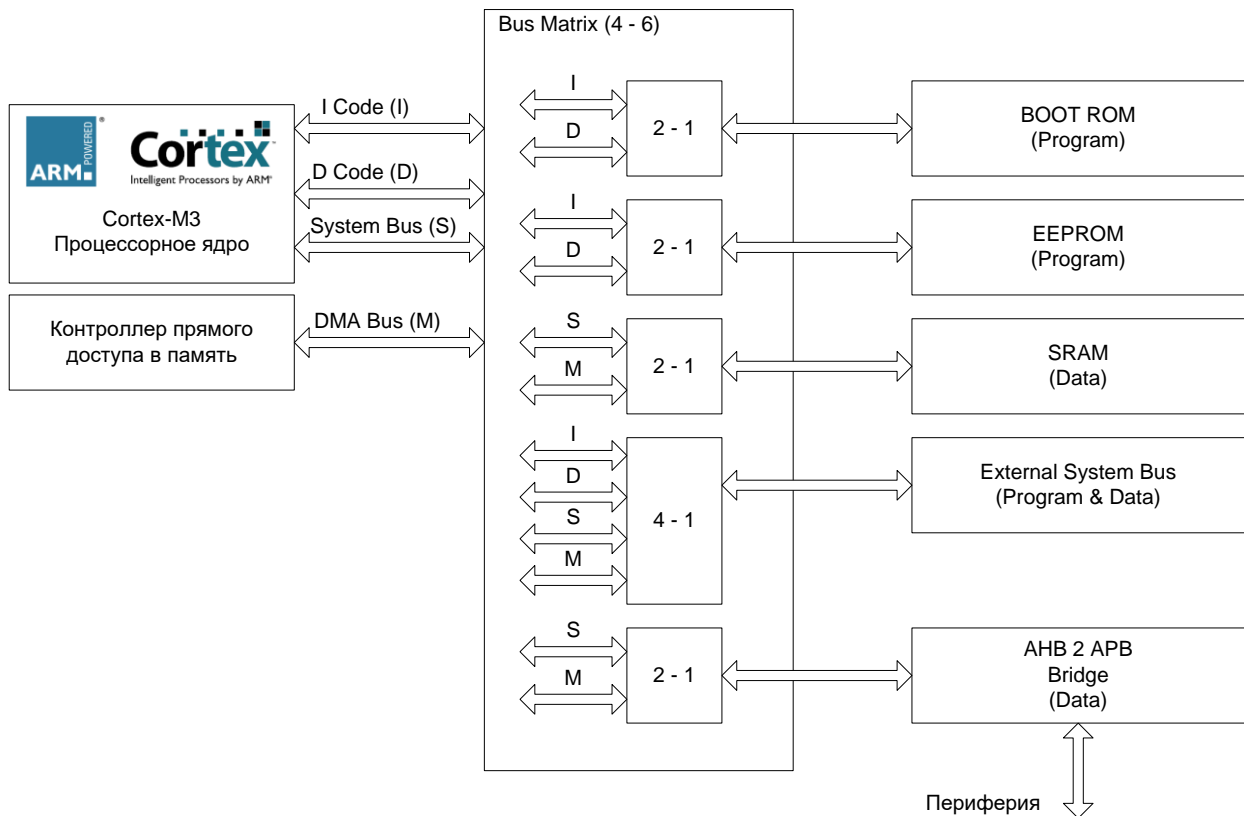 Bus Matrix (4 - 6)
ARM
POWERED
®
Cortex
™
Intelligent Processors by ARM®
Cortex-M3
Процессорное ядро
Контроллер прямого
доступа в память
I Code (I)
D Code (D)
System Bus (S)
DMA Bus (M)
I
D
2 - 1
BOOT ROM
(Program)
I
D
2 - 1
EEPROM
(Program)
S
M
2 - 1
SRAM
(Data)
I
D
S
M
4 - 1
External System Bus
(Program & Data)
S
M
2 - 1
AHB 2 APB
Bridge
(Data)
Периферия